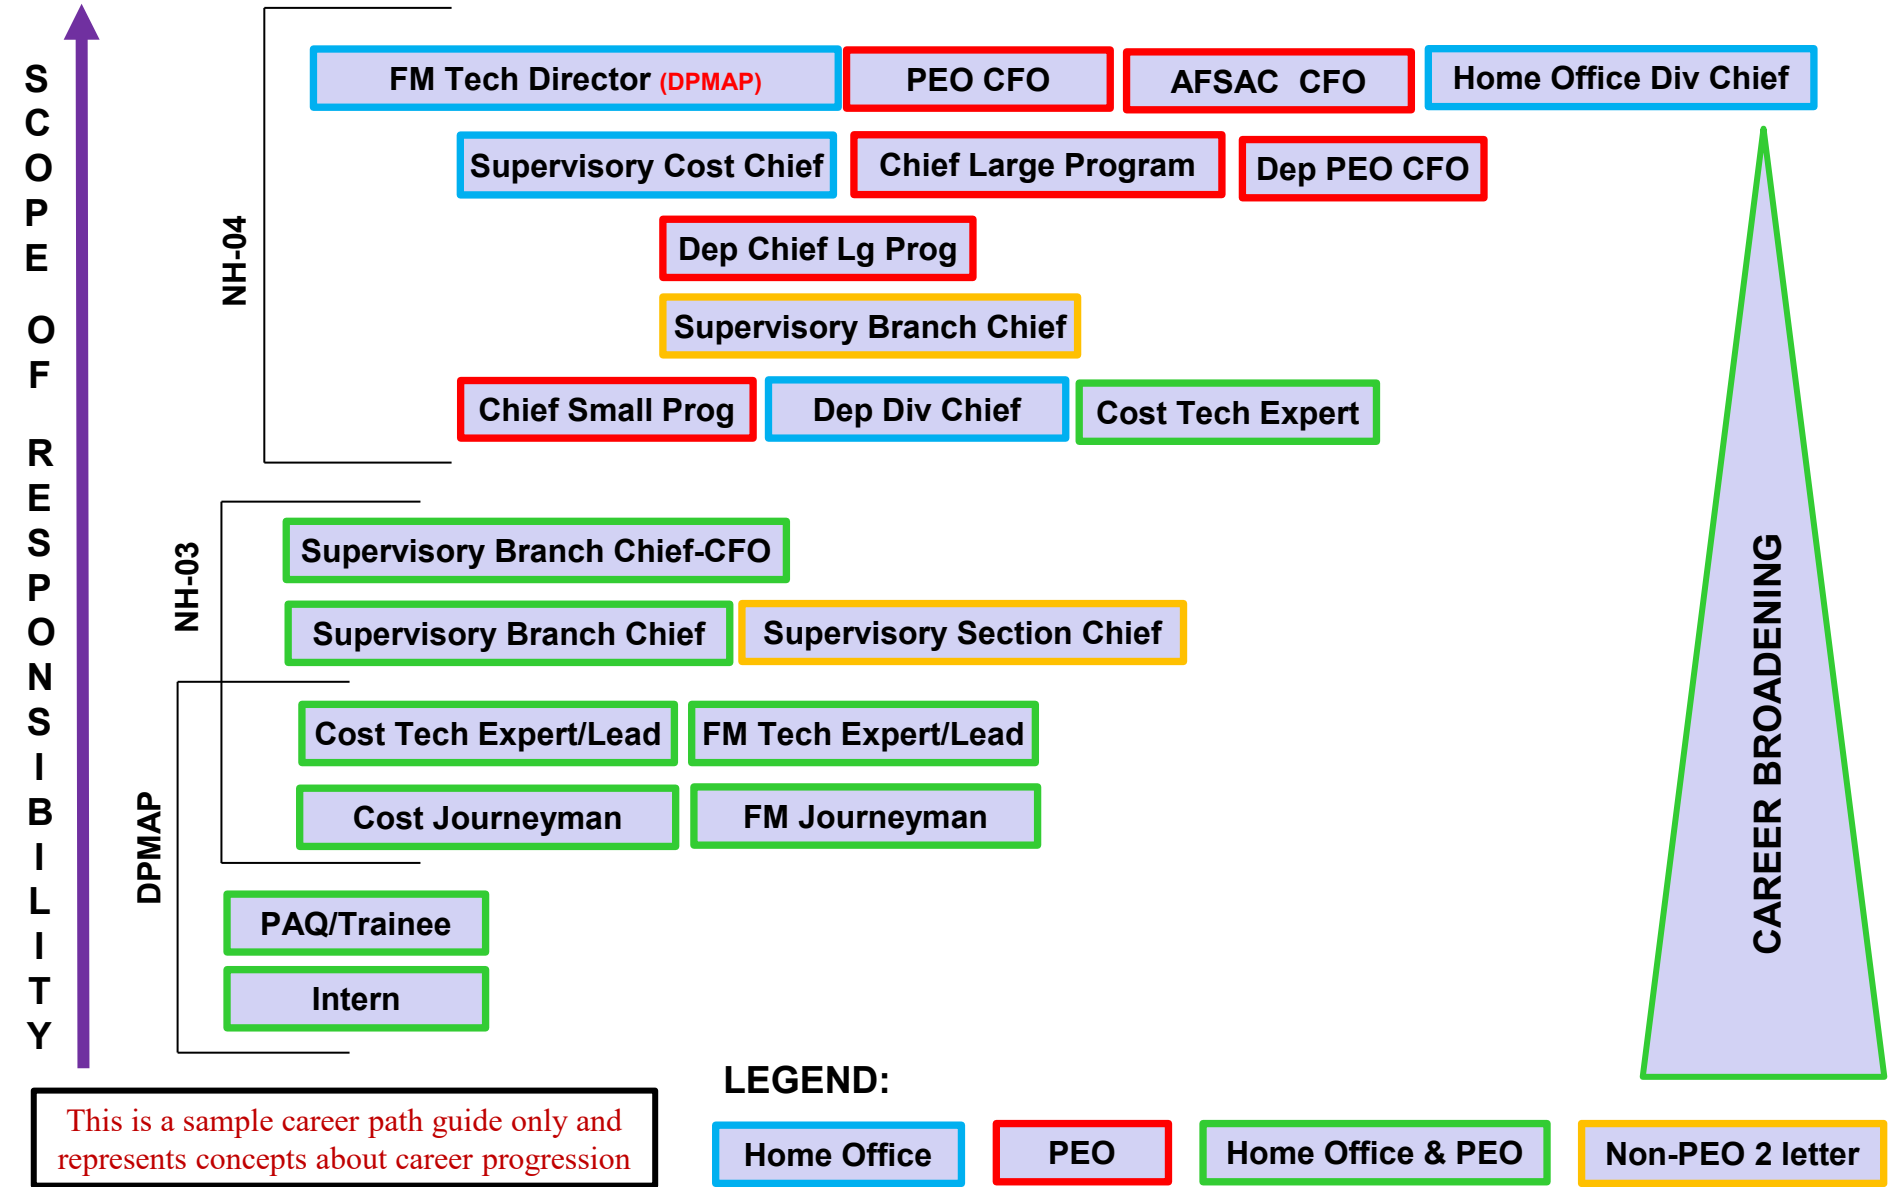 SCOPE OF RESPONSIBILITY
NH-04
FM Tech Director (DPMAP)
PEO CFO
AFSAC CFO
Home Office Div Chief
Supervisory Cost Chief
Chief Large Program
Dep PEO CFO
Dep Chief Lg Prog
Supervisory Branch Chief
Chief Small Prog
Dep Div Chief
Cost Tech Expert
NH-03
Supervisory Branch Chief-CFO
Supervisory Branch Chief
Supervisory Section Chief
DPMAP
Cost Tech Expert/Lead
FM Tech Expert/Lead
Cost Journeyman
FM Journeyman
PAQ/Trainee
Intern
CAREER BROADENING
This is a sample career path guide only and
represents concepts about career progression
LEGEND:
Home Office
PEO
Home Office & PEO
Non-PEO 2 letter